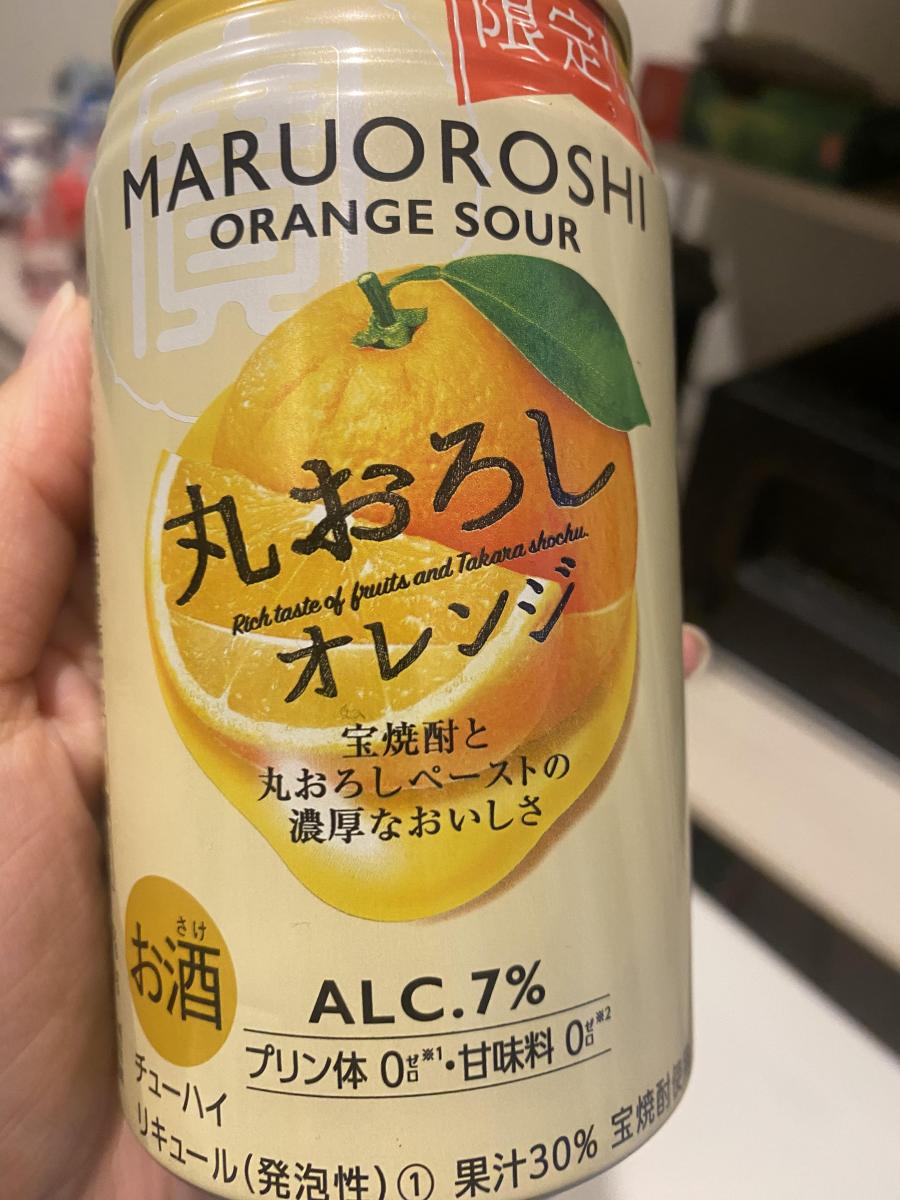 限定
MARUOROSHI
ORANGE SOUR
寶
丸おろし
Rich taste of fruits and Takara shochu.
オレンジ
宝焼酎と
丸おろしペーストの
濃厚なおいしさ
さけ
お酒
ALC.7%
プリン体 0ゼロ※1・甘味料 0ゼロ※2
チューハイ
リキュール(発泡性)① 果汁30% 宝焼酎使